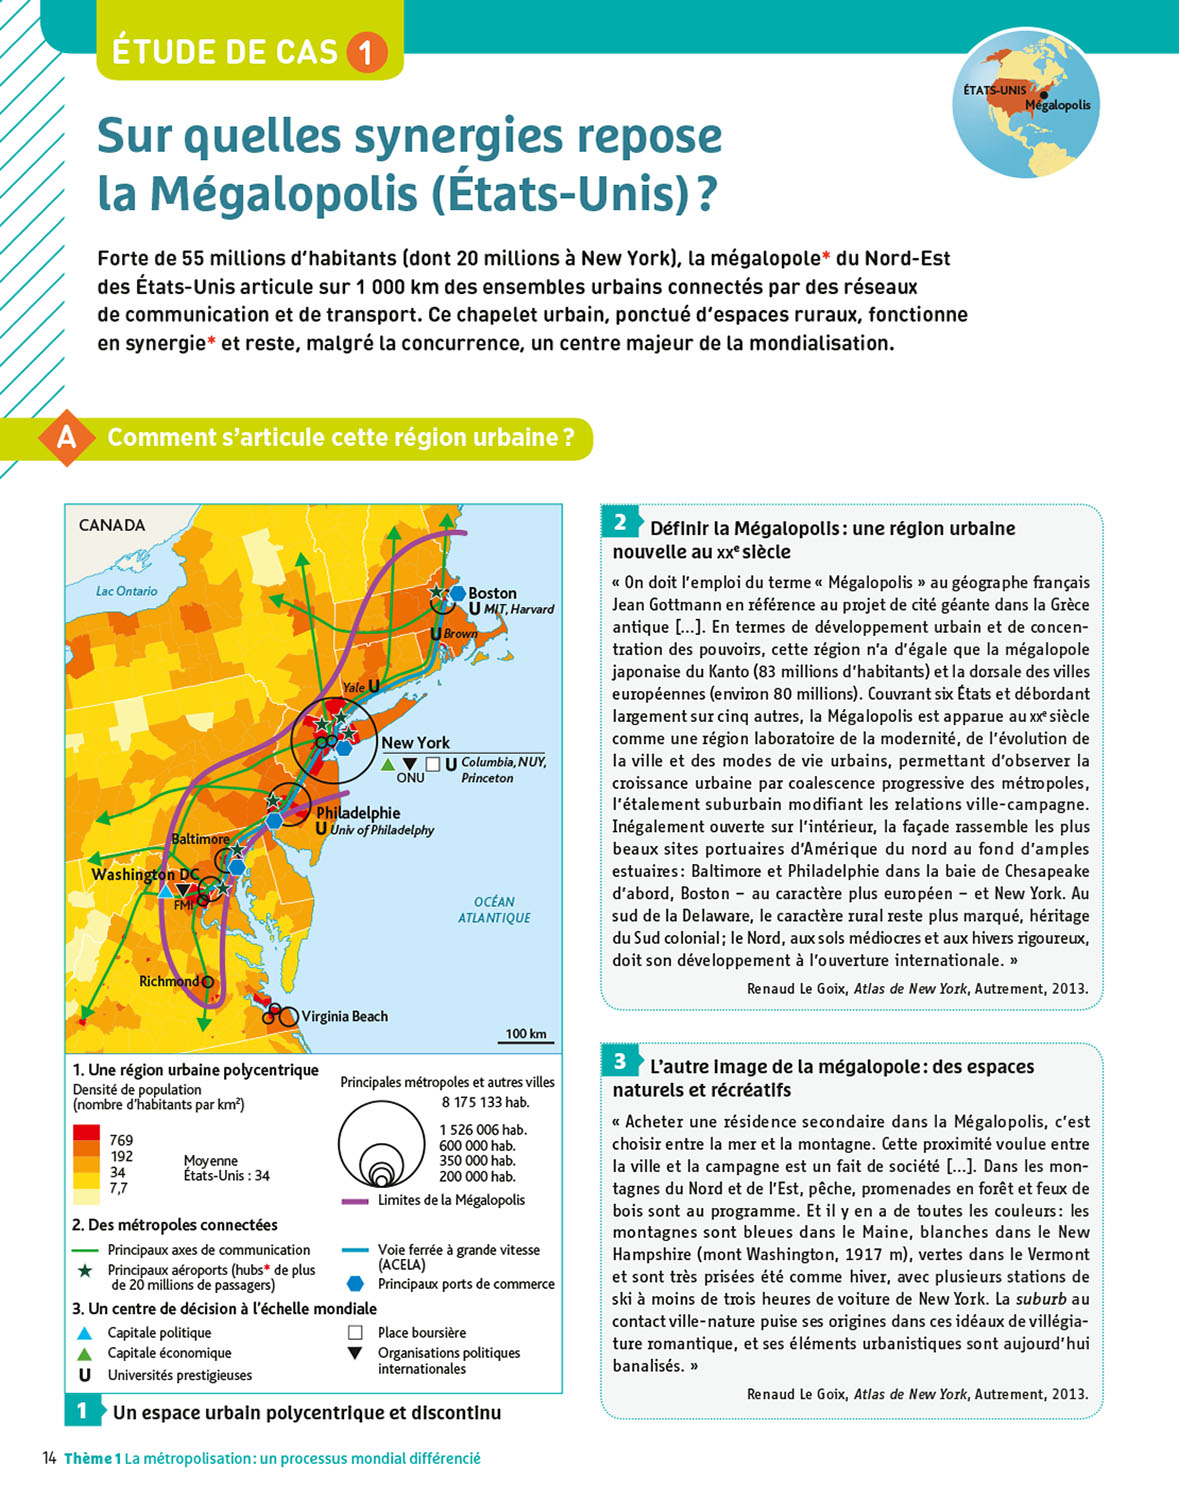 ÉTUDE DE CAS 1
ÉTATS-UNIS
Mégalopolis
Sur quelles synergies repose
la Mégalopolis (États-Unis) ?
Forte de 55 millions d'habitants (dont 20 millions à New York), la mégalopole* du Nord-Est
des États-Unis articule sur 1 000 km des ensembles urbains connectés par des réseaux
de communication et de transport. Ce chapelet urbain, ponctué d'espaces ruraux, fonctionne
en synergie* et reste, malgré la concurrence, un centre majeur de la mondialisation.
A Comment s'articule cette région urbaine ?
CANADA
Lac Ontario
Boston
U MIT, Harvard
U Brown
Yale U
New York
U Columbia, NUY,
Princeton
ONU
Philadelphie
U Univ of Philadelphy
Baltimore
Washington DC
FMI
OCÉAN
ATLANTIQUE
Richmond
Virginia Beach
100 km
1. Une région urbaine polycentrique
Densité de population
(nombre d'habitants par km²)
769
192
34
7,7
Moyenne
États-Unis : 34
Principales métropoles et autres villes
8 175 133 hab.
1 526 006 hab.
600 000 hab.
350 000 hab.
200 000 hab.
Limites de la Mégalopolis
2. Des métropoles connectées
Principaux axes de communication
Principaux aéroports (hubs* de plus
de 20 millions de passagers)
Voie ferrée à grande vitesse
(ACELA)
Principaux ports de commerce
3. Un centre de décision à l'échelle mondiale
Capitale politique
Capitale économique
U Universités prestigieuses
Place boursière
Organisations politiques
internationales
1 Un espace urbain polycentrique et discontinu
2 Définir la Mégalopolis : une région urbaine
nouvelle au XXe siècle
« On doit l'emploi du terme « Mégalopolis » au géographe français
Jean Gottmann en référence au projet de cité géante dans la Grèce
antique [...]. En termes de développement urbain et de concen-
tration des pouvoirs, cette région n'a d'égale que la mégalopole
japonaise du Kanto (83 millions d'habitants) et la dorsale des villes
européennes (environ 80 millions). Couvrant six États et débordant
largement sur cinq autres, la Mégalopolis est apparue au XXe siècle
comme une région laboratoire de la modernité, de l'évolution de
la ville et des modes de vie urbains, permettant d'observer la
croissance urbaine par coalescence progressive des métropoles,
l'étalement suburbain modifiant les relations ville-campagne.
Inégalement ouverte sur l'intérieur, la façade rassemble les plus
beaux sites portuaires d'Amérique du nord au fond d'amples
estuaires : Baltimore et Philadelphie dans la baie de Chesapeake
d'abord, Boston – au caractère plus européen – et New York. Au
sud de la Delaware, le caractère rural reste plus marqué, héritage
du Sud colonial ; le Nord, aux sols médiocres et aux hivers rigoureux,
doit son développement à l'ouverture internationale. »
Renaud Le Goix, Atlas de New York, Autrement, 2013.
3 L'autre image de la mégalopole : des espaces
naturels et récréatifs
« Acheter une résidence secondaire dans la Mégalopolis, c'est
choisir entre la mer et la montagne. Cette proximité voulue entre
la ville et la campagne est un fait de société [...]. Dans les mon-
tagnes du Nord et de l'Est, pêche, promenades en forêt et feux de
bois sont au programme. Et il y en a de toutes les couleurs : les
montagnes sont bleues dans le Maine, blanches dans le New
Hampshire (mont Washington, 1917 m), vertes dans le Vermont
et sont très prisées été comme hiver, avec plusieurs stations de
ski à moins de trois heures de voiture de New York. La suburb au
contact ville-nature puise ses origines dans ces idéaux de villégia-
ture romantique, et ses éléments urbanistiques sont aujourd'hui
banalisés. »
Renaud Le Goix, Atlas de New York, Autrement, 2013.
14 Thème 1 La métropolisation : un processus mondial différencié